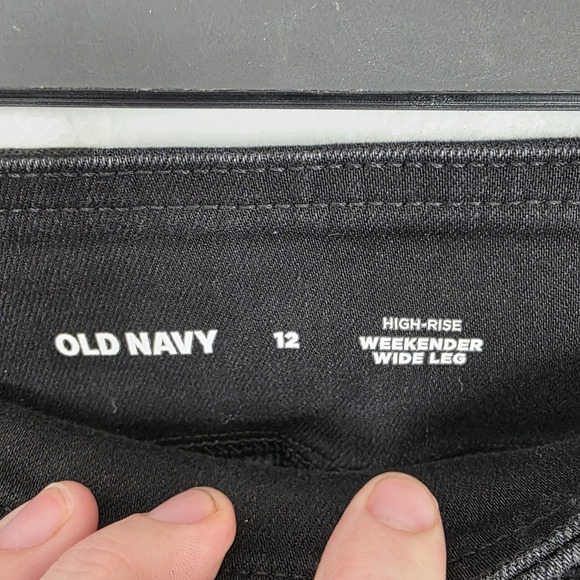 OLD NAVY
12
HIGH-RISE
WEEKENDER
WIDE LEG